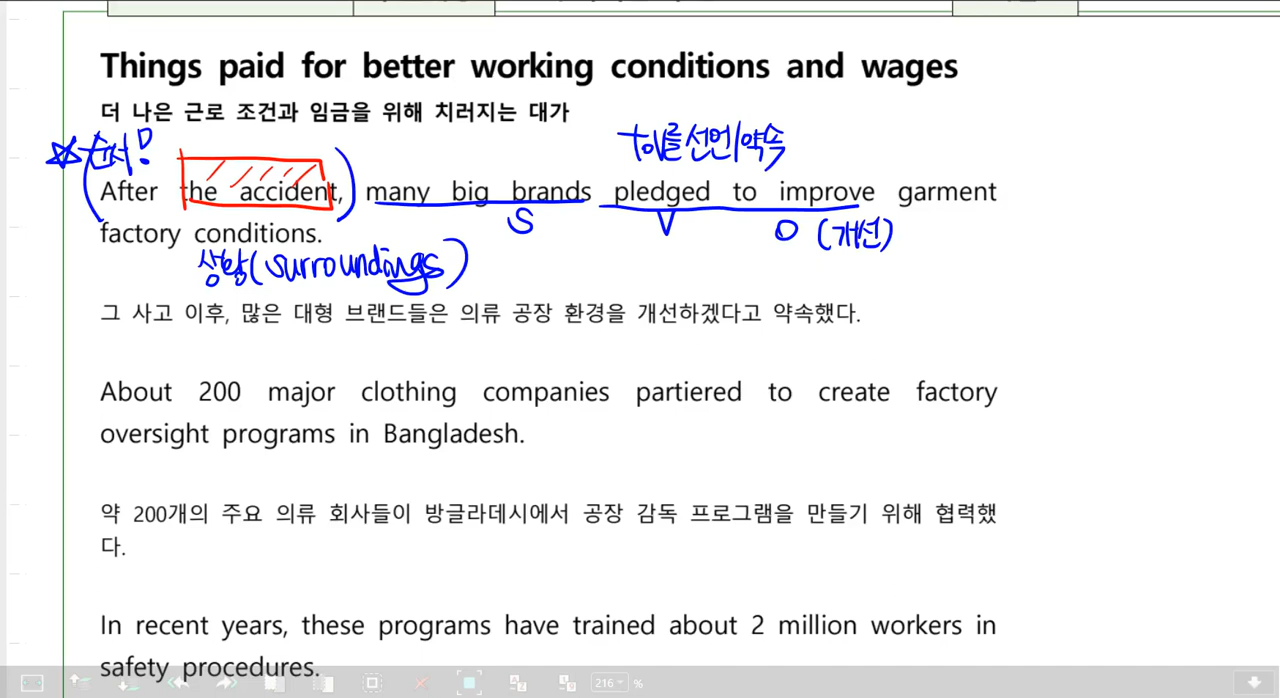 Things paid for better working conditions and wages
더 나은 근로 조건과 임금을 위해 치러지는 대가
☆순서!
to V를 선언/약속
After the accident, many big brands pledged to improve garment
S V O (개선)
factory conditions.
상황(surroundings)
그 사고 이후, 많은 대형 브랜드들은 의류 공장 환경을 개선하겠다고 약속했다.
About 200 major clothing companies partiered to create factory
oversight programs in Bangladesh.
약 200개의 주요 의류 회사들이 방글라데시에서 공장 감독 프로그램을 만들기 위해 협력했
다.
In recent years, these programs have trained about 2 million workers in
safety procedures.
216 %